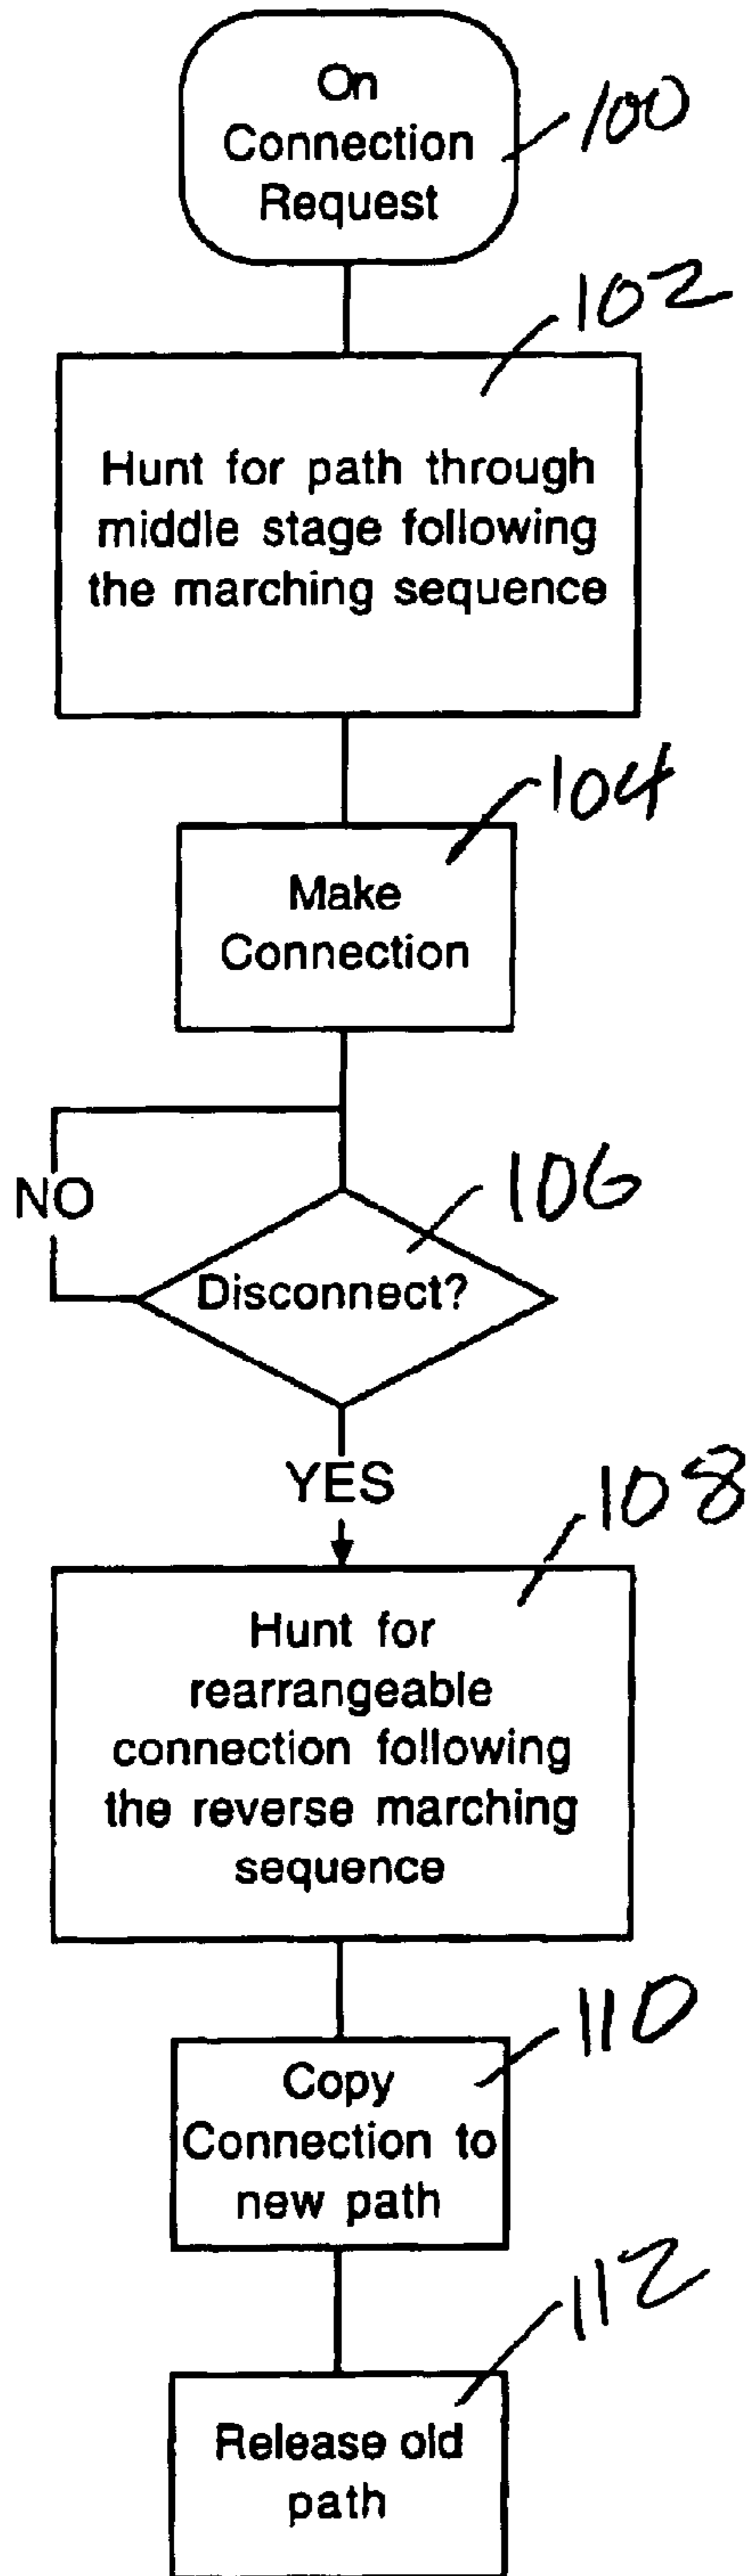 On
Connection
Request
100
102
Hunt for path through
middle stage following
the marching sequence
104
Make
Connection
NO
106
Disconnect?
YES
108
Hunt for
rearrangeable
connection following
the reverse marching
sequence
110
Copy
Connection to
new path
112
Release old
path